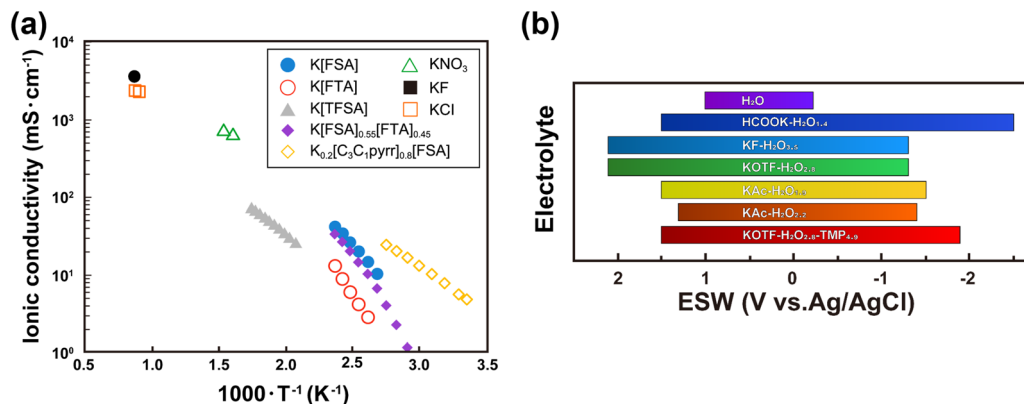 (a)
Ionic conductivity (mS·cm⁻¹)
10⁴
10³
10²
10¹
10⁰
0.5
1.0
1.5
2.0
2.5
3.0
3.5
1000·T⁻¹ (K⁻¹)
K[FSA]
K[FTA]
K[TFSA]
K[FSA]₀.₅₅[FTA]₀.₄₅
K₀.₂[C₃C₁pyrr]₀.₈[FSA]
KNO₃
KF
KCl
(b)
Electrolyte
H₂O
HCOOK-H₂O₁.₄
KF-H₂O₃.₅
KOTF-H₂O₂.₈
KAc-H₂O
KAc-H₂O₂.₂
KOTF-H₂O₂.₈-TMP₄.₉
2
1
0
-1
-2
ESW (V vs.Ag/AgCl)